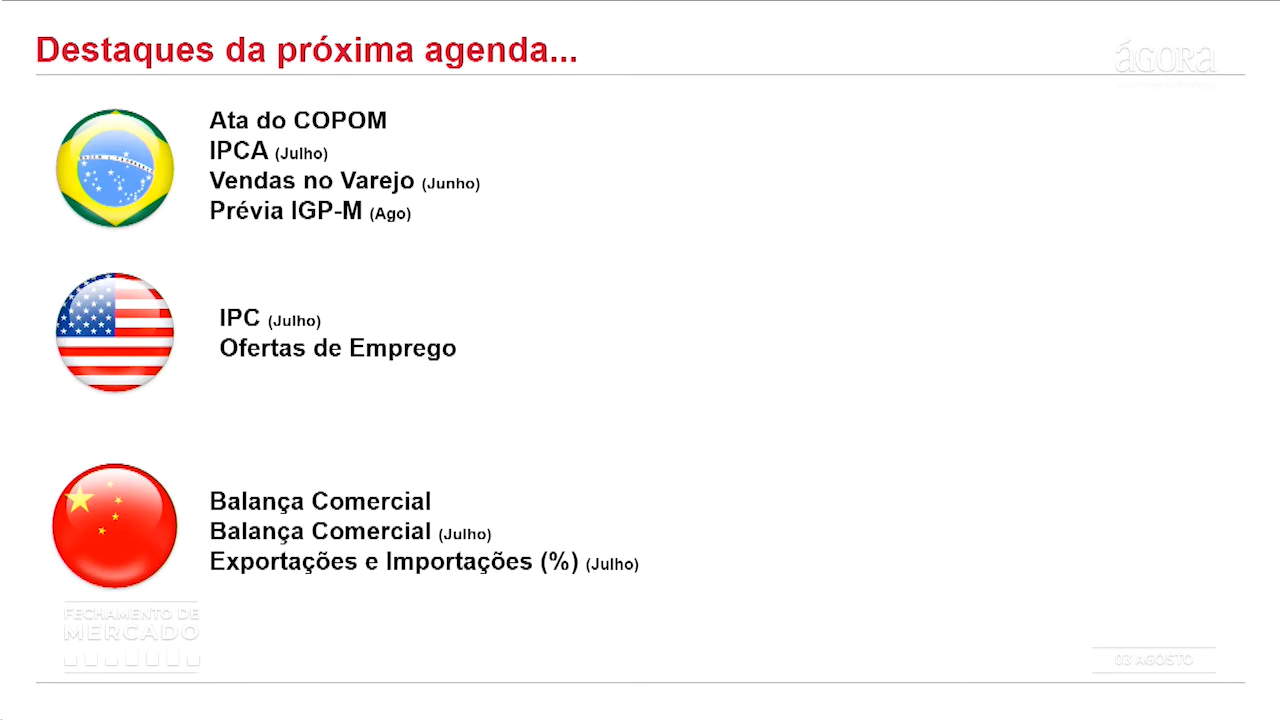 Destaques da próxima agenda...
ágora
Ata do COPOM
IPCA (Julho)
Vendas no Varejo (Junho)
Prévia IGP-M (Ago)
IPC (Julho)
Ofertas de Emprego
Balança Comercial
Balança Comercial (Julho)
Exportações e Importações (%) (Julho)
FECHAMENTO DE
MERCADO
03 AGOSTO